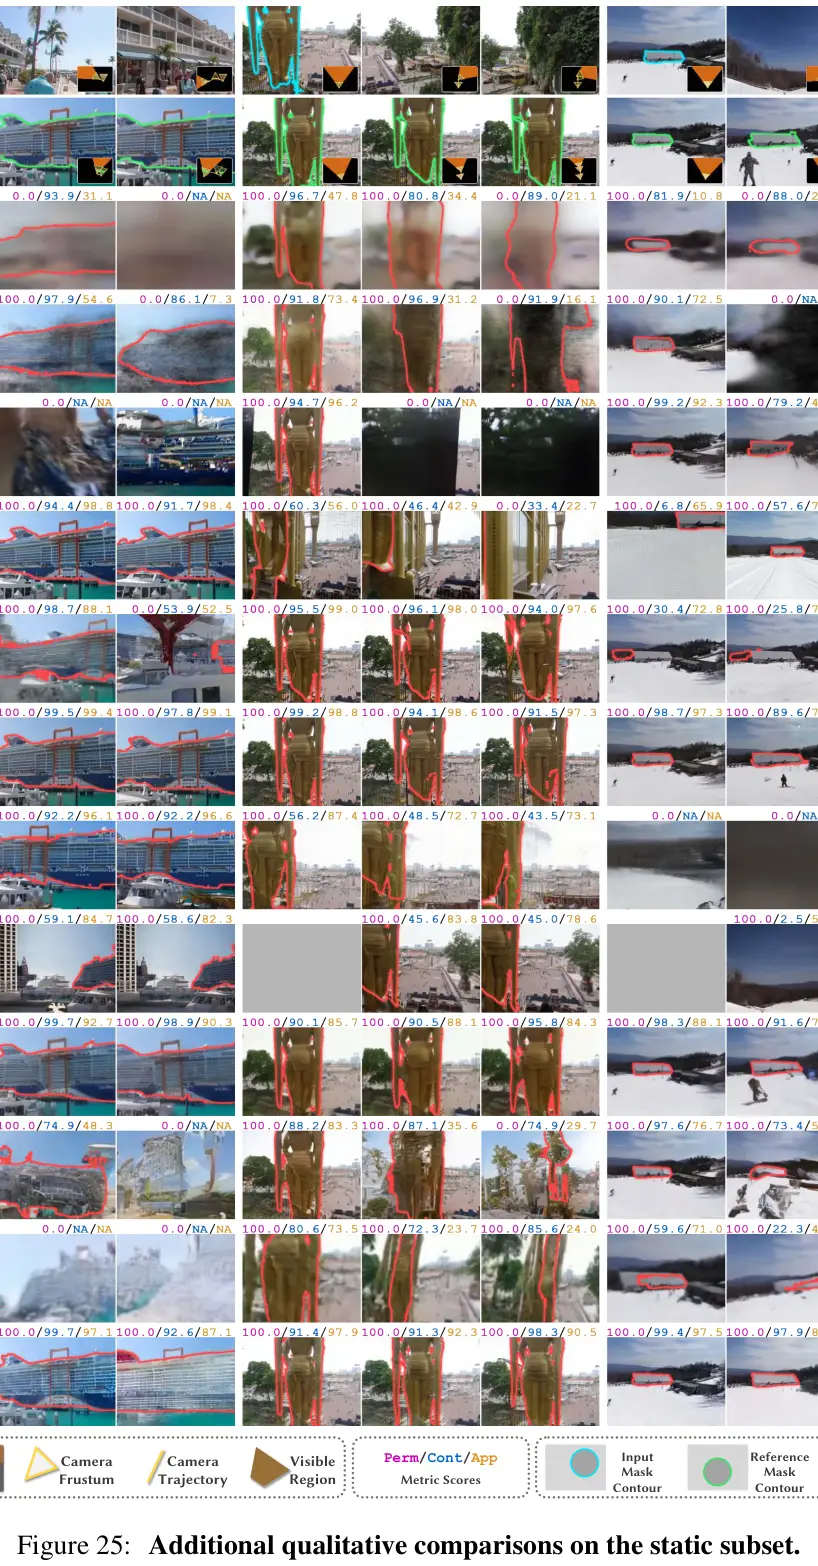 0.0/93.9/31.1 0.0/NA/NA 100.0/96.7/47.8 100.0/80.8/34.4 0.0/89.0/21.1 100.0/81.9/10.8 0.0/88.0/2
100.0/97.9/54.6 0.0/86.1/7.3 100.0/91.8/73.4 100.0/96.9/31.2 0.0/91.9/16.1 100.0/90.1/72.5 0.0/NA
0.0/NA/NA 0.0/NA/NA 100.0/94.7/96.2 0.0/NA/NA 0.0/NA/NA 100.0/99.2/92.3 100.0/79.2/4
100.0/94.4/98.8 100.0/91.7/98.4 100.0/60.3/56.0 100.0/46.4/42.9 0.0/33.4/22.7 100.0/6.8/65.9 100.0/57.6/7
100.0/98.7/88.1 0.0/53.9/52.5 100.0/95.5/99.0 100.0/96.1/98.0 100.0/94.0/97.6 100.0/30.4/72.8 100.0/25.8/7
100.0/99.5/99.4 100.0/97.8/99.1 100.0/99.2/98.8 100.0/94.1/98.6 100.0/91.5/97.3 100.0/98.7/97.3 100.0/89.6/7
100.0/92.2/96.1 100.0/92.2/96.6 100.0/56.2/87.4 100.0/48.5/72.7 100.0/43.5/73.1 0.0/NA/NA 0.0/NA
100.0/59.1/84.7 100.0/58.6/82.3 100.0/45.6/83.8 100.0/45.0/78.6 100.0/2.5/5
100.0/99.7/92.7 100.0/98.9/90.3 100.0/90.1/85.7 100.0/90.5/88.1 100.0/95.8/84.3 100.0/98.3/88.1 100.0/91.6/7
100.0/74.9/48.3 0.0/NA/NA 100.0/88.2/83.3 100.0/87.1/35.6 0.0/74.9/29.7 100.0/97.6/76.7 100.0/73.4/5
0.0/NA/NA 0.0/NA/NA 100.0/80.6/73.5 100.0/72.3/23.7 100.0/85.6/24.0 100.0/59.6/71.0 100.0/22.3/4
100.0/99.7/97.1 100.0/92.6/87.1 100.0/91.4/97.9 100.0/91.3/92.3 100.0/98.3/90.5 100.0/99.4/97.5 100.0/97.9/8
Camera
Frustum
Camera
Trajectory
Visible
Region
Perm/Cont/App
Metric Scores
Input
Mask
Contour
Reference
Mask
Contour
Figure 25: Additional qualitative comparisons on the static subset.